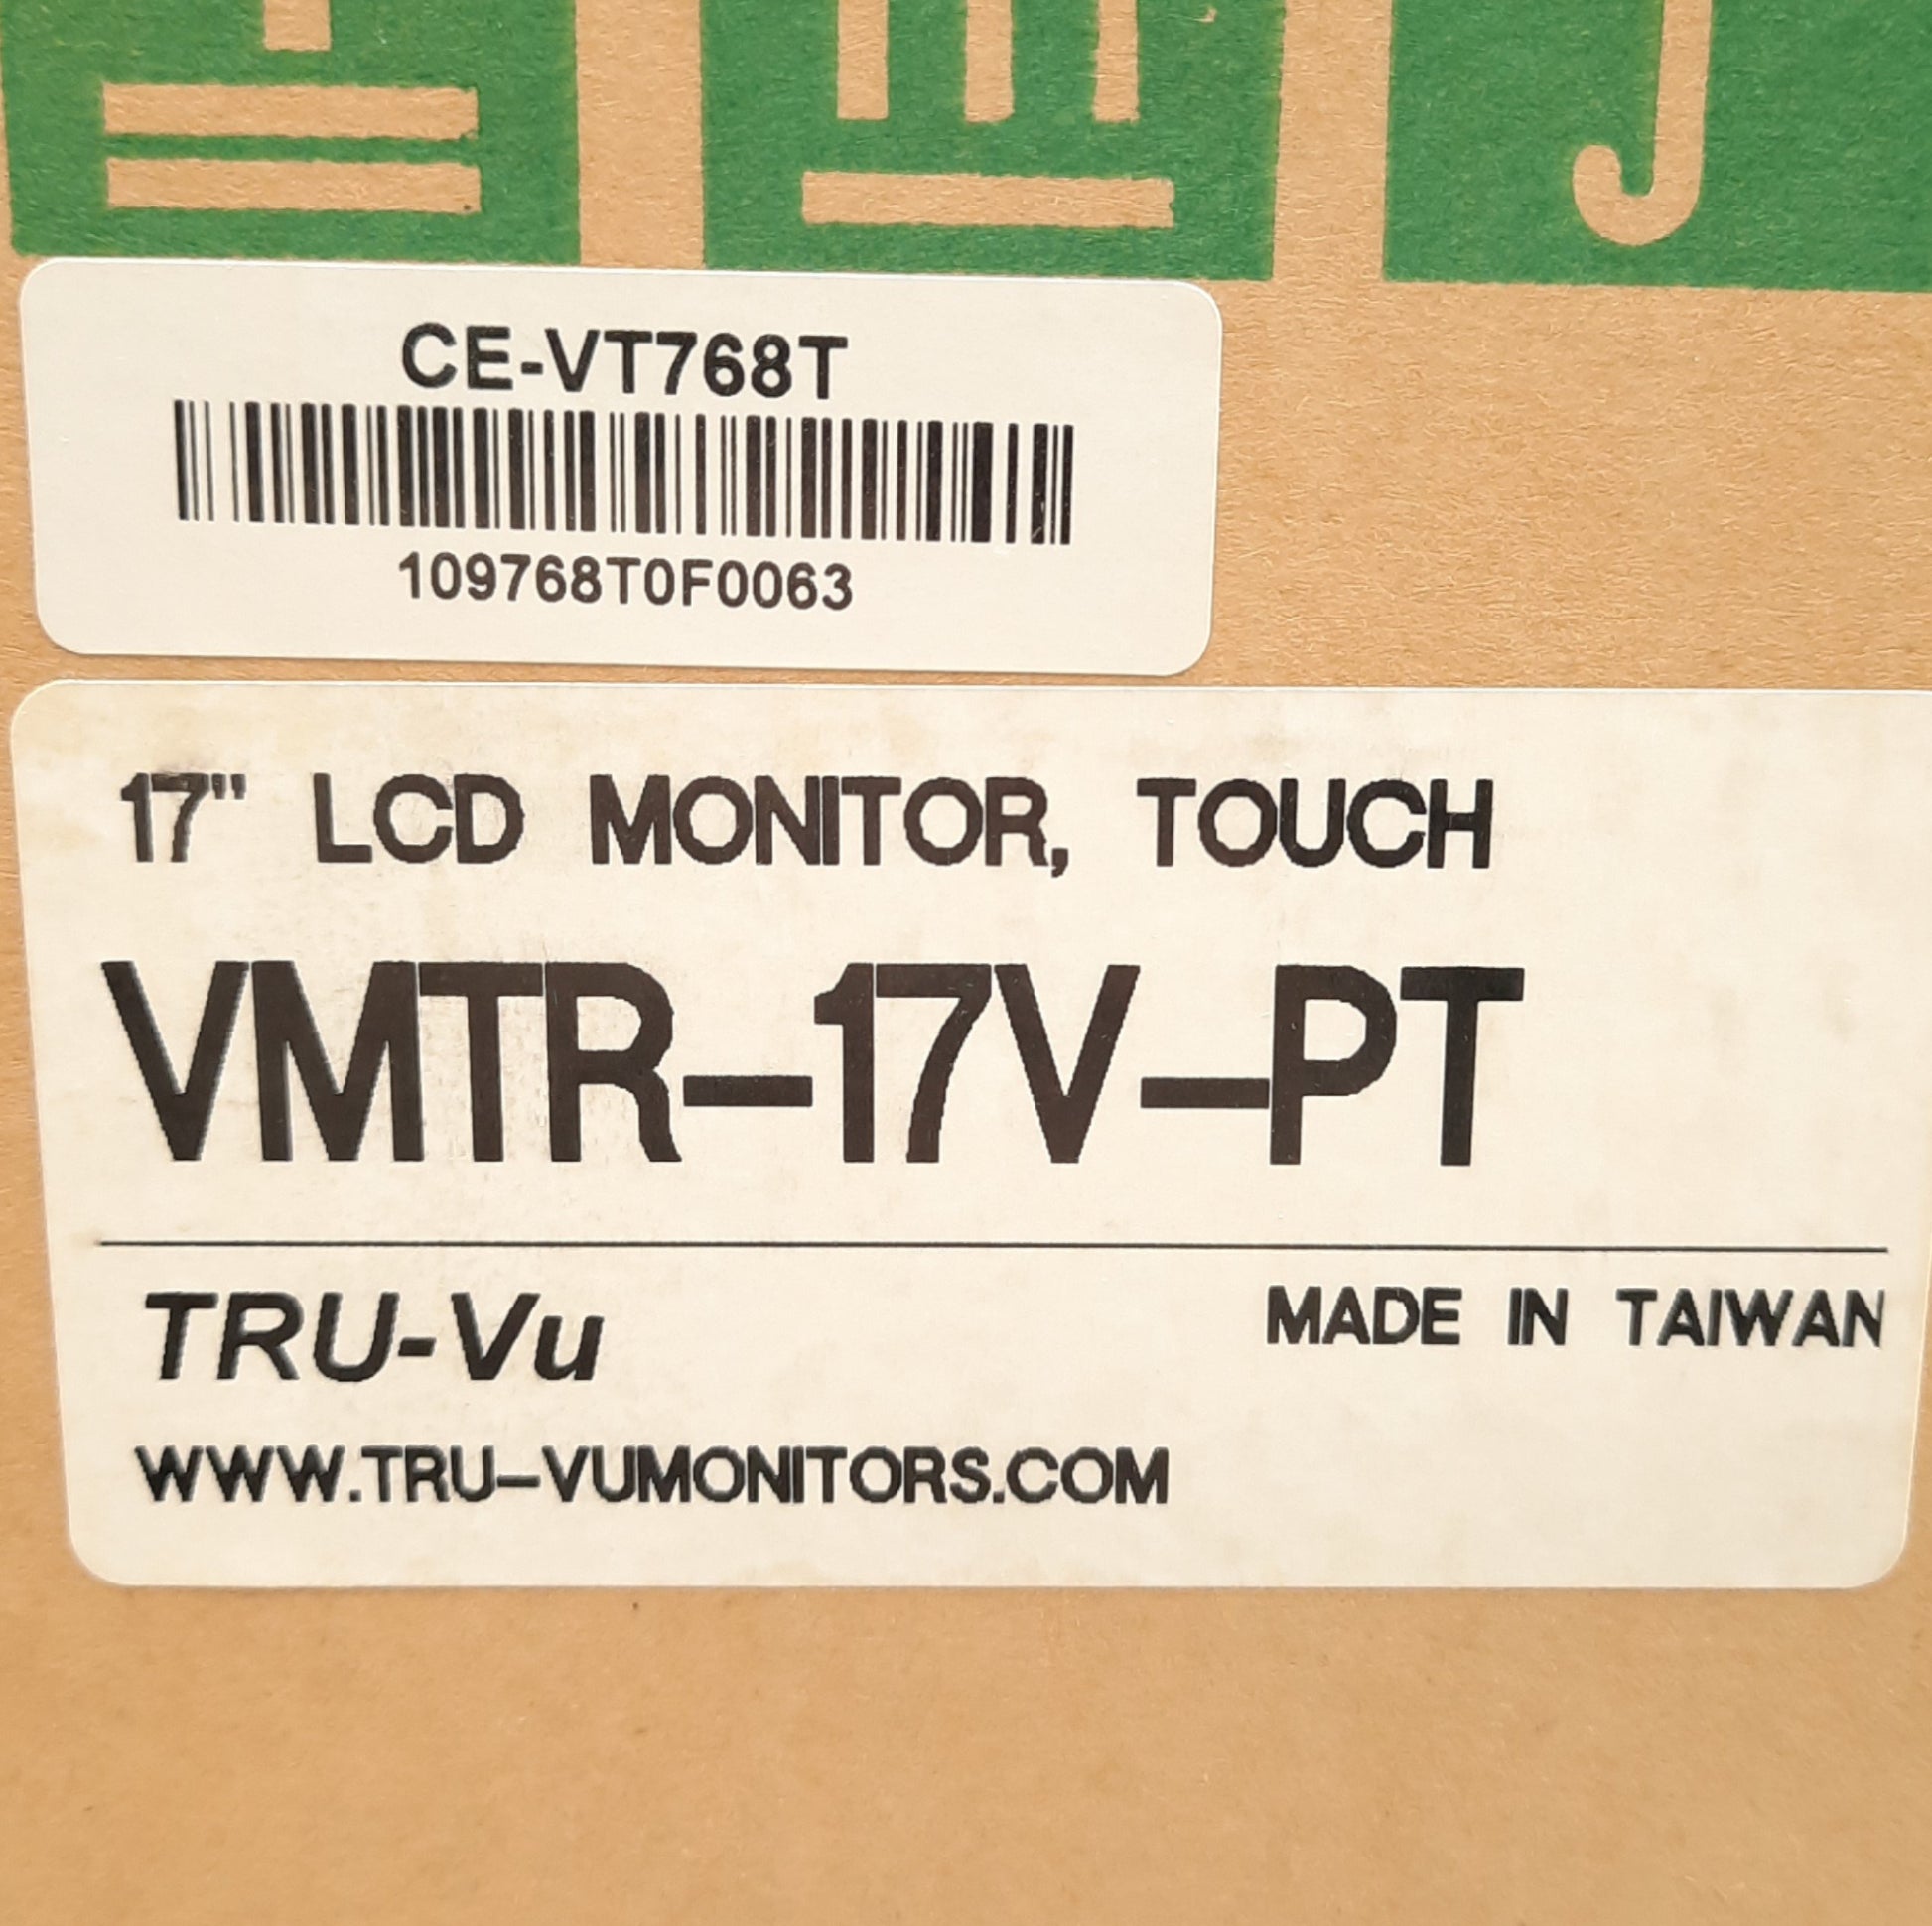 CE-VT768T
109768T0F0063
17" LCD MONITOR, TOUCH
VMTR-17V-PT
TRU-Vu
MADE IN TAIWAN
WWW.TRU-VUMONITORS.COM